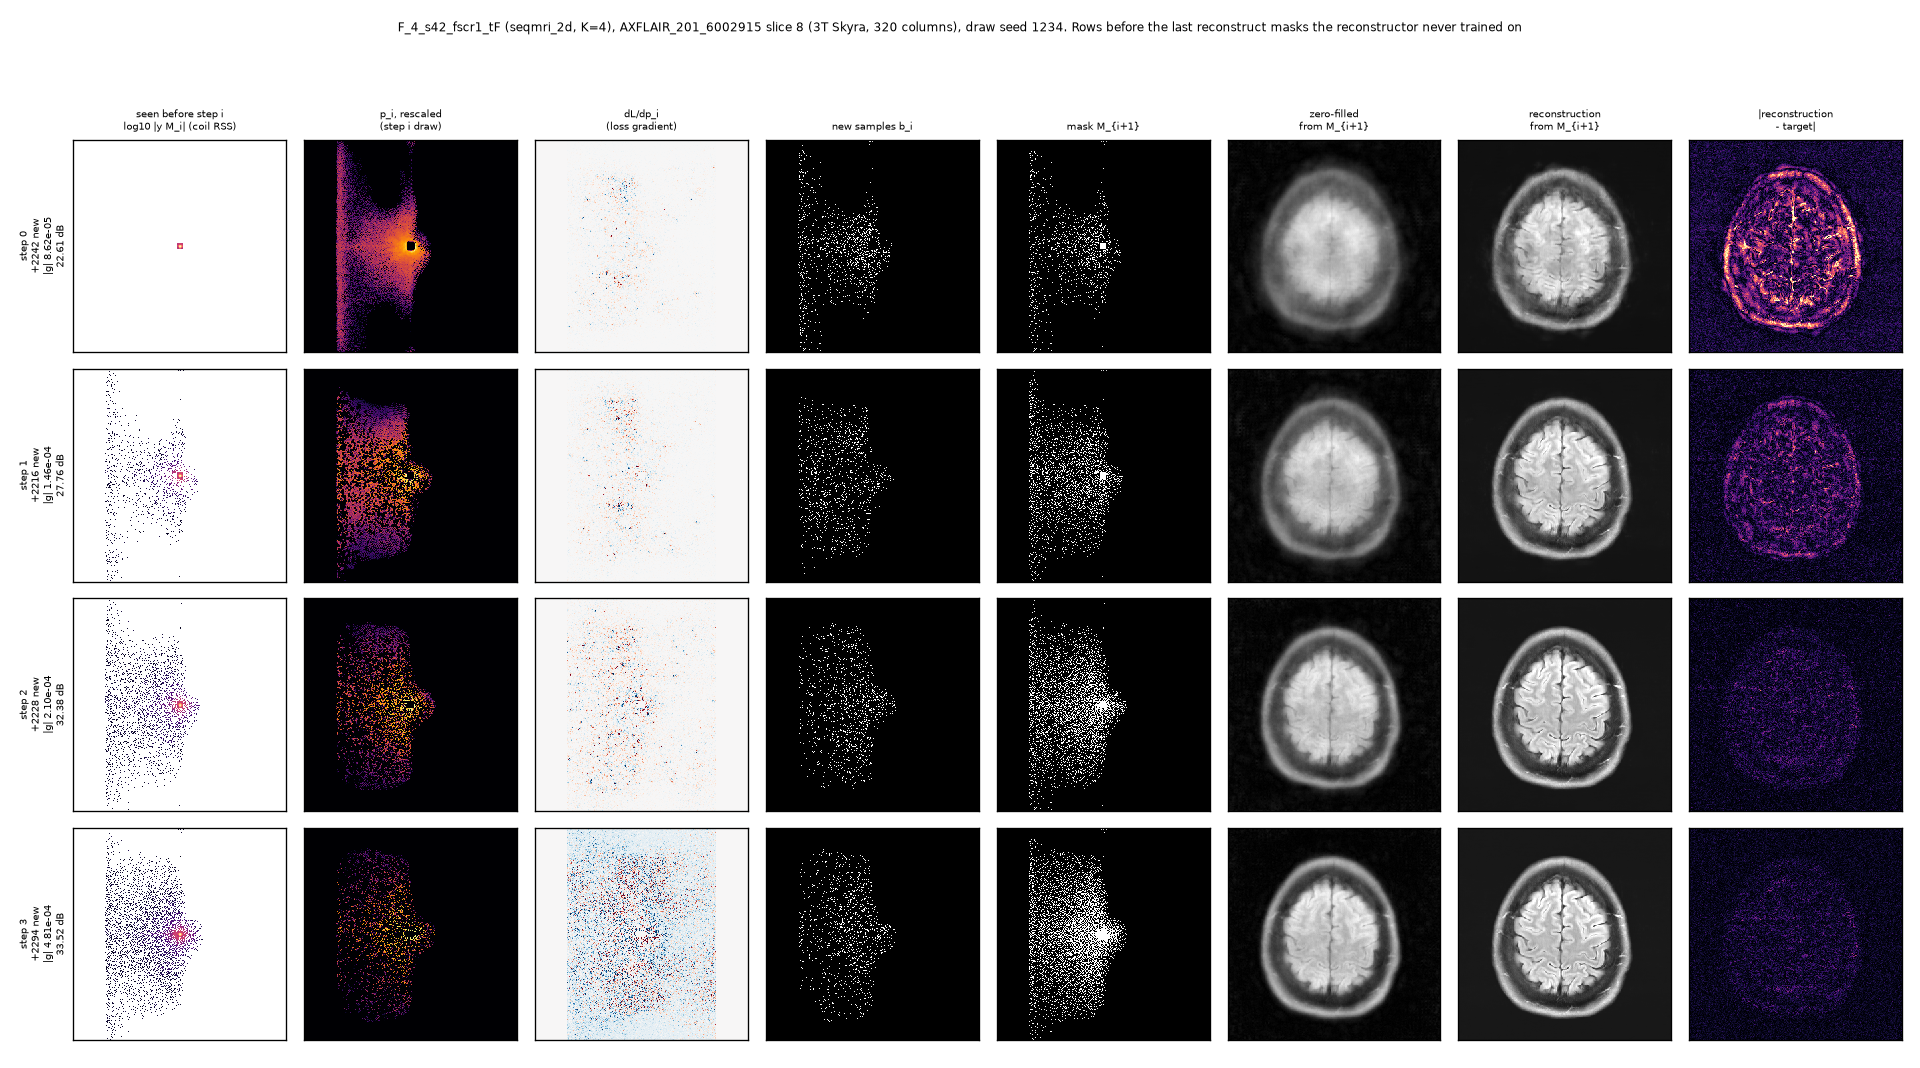 F_4_s42_fscr1_tF (seqmri_2d, K=4), AXFLAIR_201_6002915 slice 8 (3T Skyra, 320 columns), draw seed 1234. Rows before the last reconstruct masks the reconstructor never trained on
seen before step i
log10 |y M_i| (coil RSS)
p_i, rescaled
(step i draw)
dL/dp_i
(loss gradient)
new samples b_i
mask M_{i+1}
zero-filled
from M_{i+1}
reconstruction
from M_{i+1}
|reconstruction
- target|
step 0
+2242 new
|g| 8.62e-05
22.61 dB
step 1
+2216 new
|g| 1.46e-04
27.76 dB
step 2
+2228 new
|g| 2.10e-04
32.38 dB
step 3
+2294 new
|g| 4.81e-04
33.52 dB